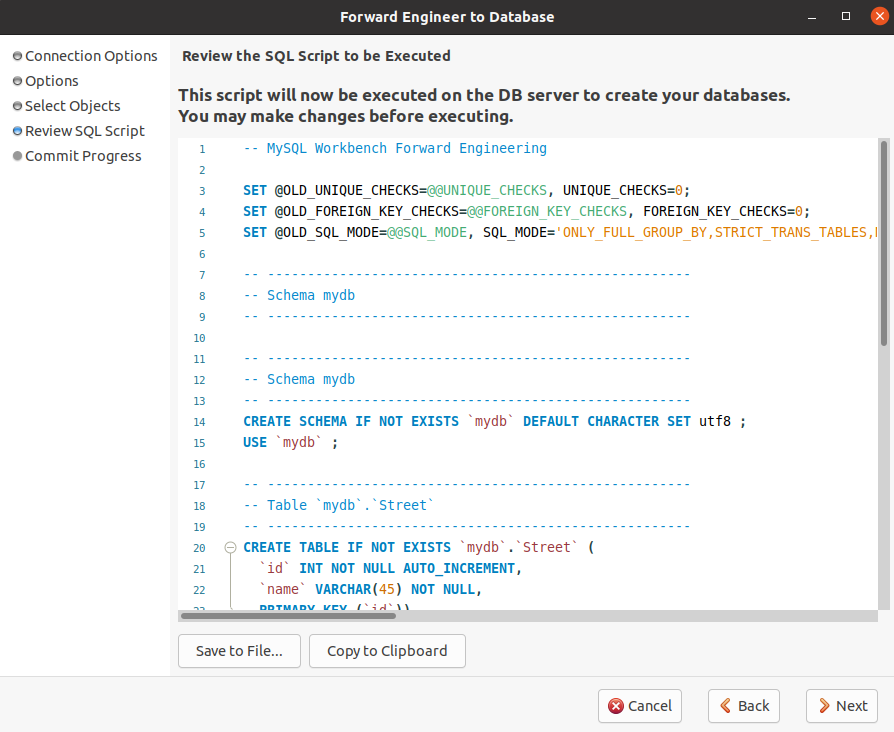 Forward Engineer to Database
Connection Options
Options
Select Objects
Review SQL Script
Commit Progress
Review the SQL Script to be Executed
This script will now be executed on the DB server to create your databases.
You may make changes before executing.
1 -- MySQL Workbench Forward Engineering
2
3 SET @OLD_UNIQUE_CHECKS=@@UNIQUE_CHECKS, UNIQUE_CHECKS=0;
4 SET @OLD_FOREIGN_KEY_CHECKS=@@FOREIGN_KEY_CHECKS, FOREIGN_KEY_CHECKS=0;
5 SET @OLD_SQL_MODE=@@SQL_MODE, SQL_MODE='ONLY_FULL_GROUP_BY,STRICT_TRANS_TABLES,
6
7 -- -----------------------------------------------------
8 -- Schema mydb
9 -- -----------------------------------------------------
10
11 -- -----------------------------------------------------
12 -- Schema mydb
13 -- -----------------------------------------------------
14 CREATE SCHEMA IF NOT EXISTS `mydb` DEFAULT CHARACTER SET utf8 ;
15 USE `mydb` ;
16
17 -- -----------------------------------------------------
18 -- Table `mydb`.`Street`
19 -- -----------------------------------------------------
20 CREATE TABLE IF NOT EXISTS `mydb`.`Street` (
21 `id` INT NOT NULL AUTO_INCREMENT,
22 `name` VARCHAR(45) NOT NULL,
23 PRIMARY KEY (`id`))
Save to File...
Copy to Clipboard
Cancel
Back
Next